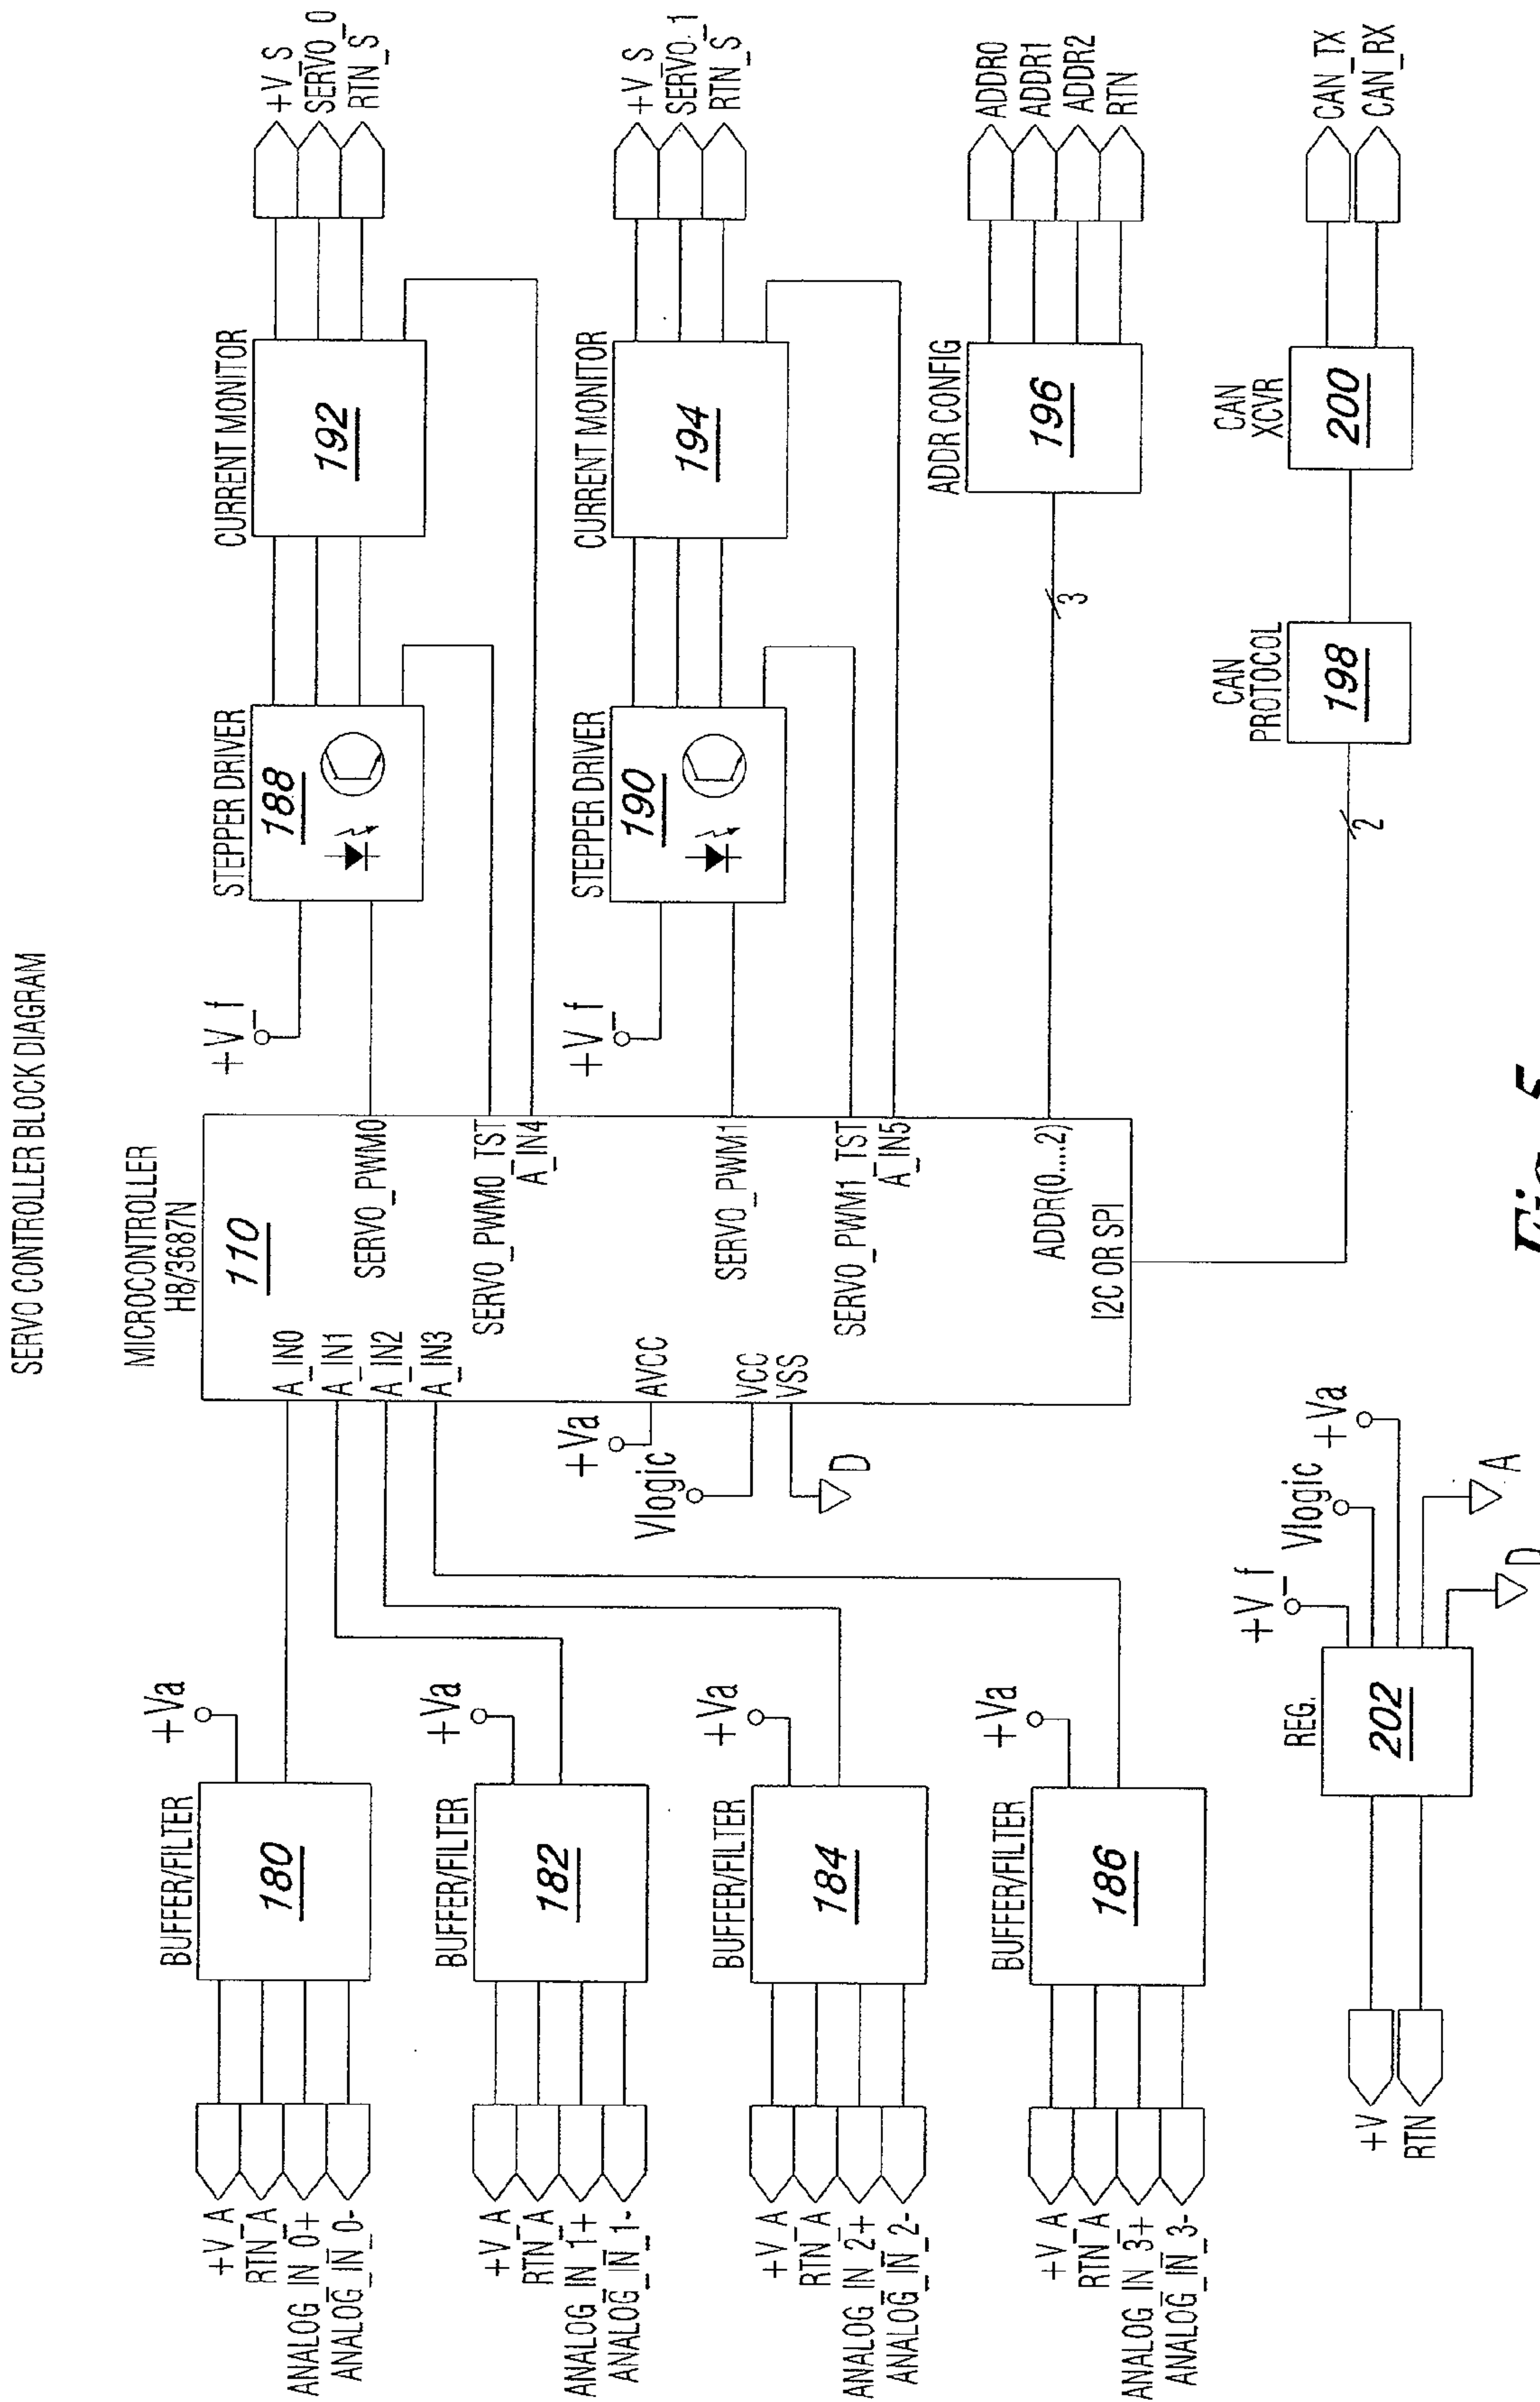 SERVO CONTROLLER BLOCK DIAGRAM
MICROCONTROLLER
H8/3687N
110
A_IN0
A_IN1
A_IN2
A_IN3
AVCC
VCC
VSS
SERVO_PWM0
SERVO_PWM0_TST
A_IN4
SERVO_PWM1
SERVO_PWM1_TST
A_IN5
ADDR(0....2)
I2C OR SPI
+Va
Vlogic
D
+V_A
RTN_A
ANALOG_IN_0+
ANALOG_IN_0-
BUFFER/FILTER
180
+Va
+V_A
RTN_A
ANALOG_IN_1+
ANALOG_IN_1-
BUFFER/FILTER
182
+Va
+V_A
RTN_A
ANALOG_IN_2+
ANALOG_IN_2-
BUFFER/FILTER
184
+Va
+V_A
RTN_A
ANALOG_IN_3+
ANALOG_IN_3-
BUFFER/FILTER
186
+Va
+V
RTN
REG.
202
+V_f
Vlogic
+Va
A
D
+V_f
STEPPER DRIVER
188
CURRENT MONITOR
192
+V_S
SERVO_0
RTN_S
+V_f
STEPPER DRIVER
190
CURRENT MONITOR
194
+V_S
SERVO_1
RTN_S
3
ADDR CONFIG
196
ADDR0
ADDR1
ADDR2
RTN
2
CAN
PROTOCOL
198
CAN
XCVR
200
CAN_TX
CAN_RX
Fig. 5